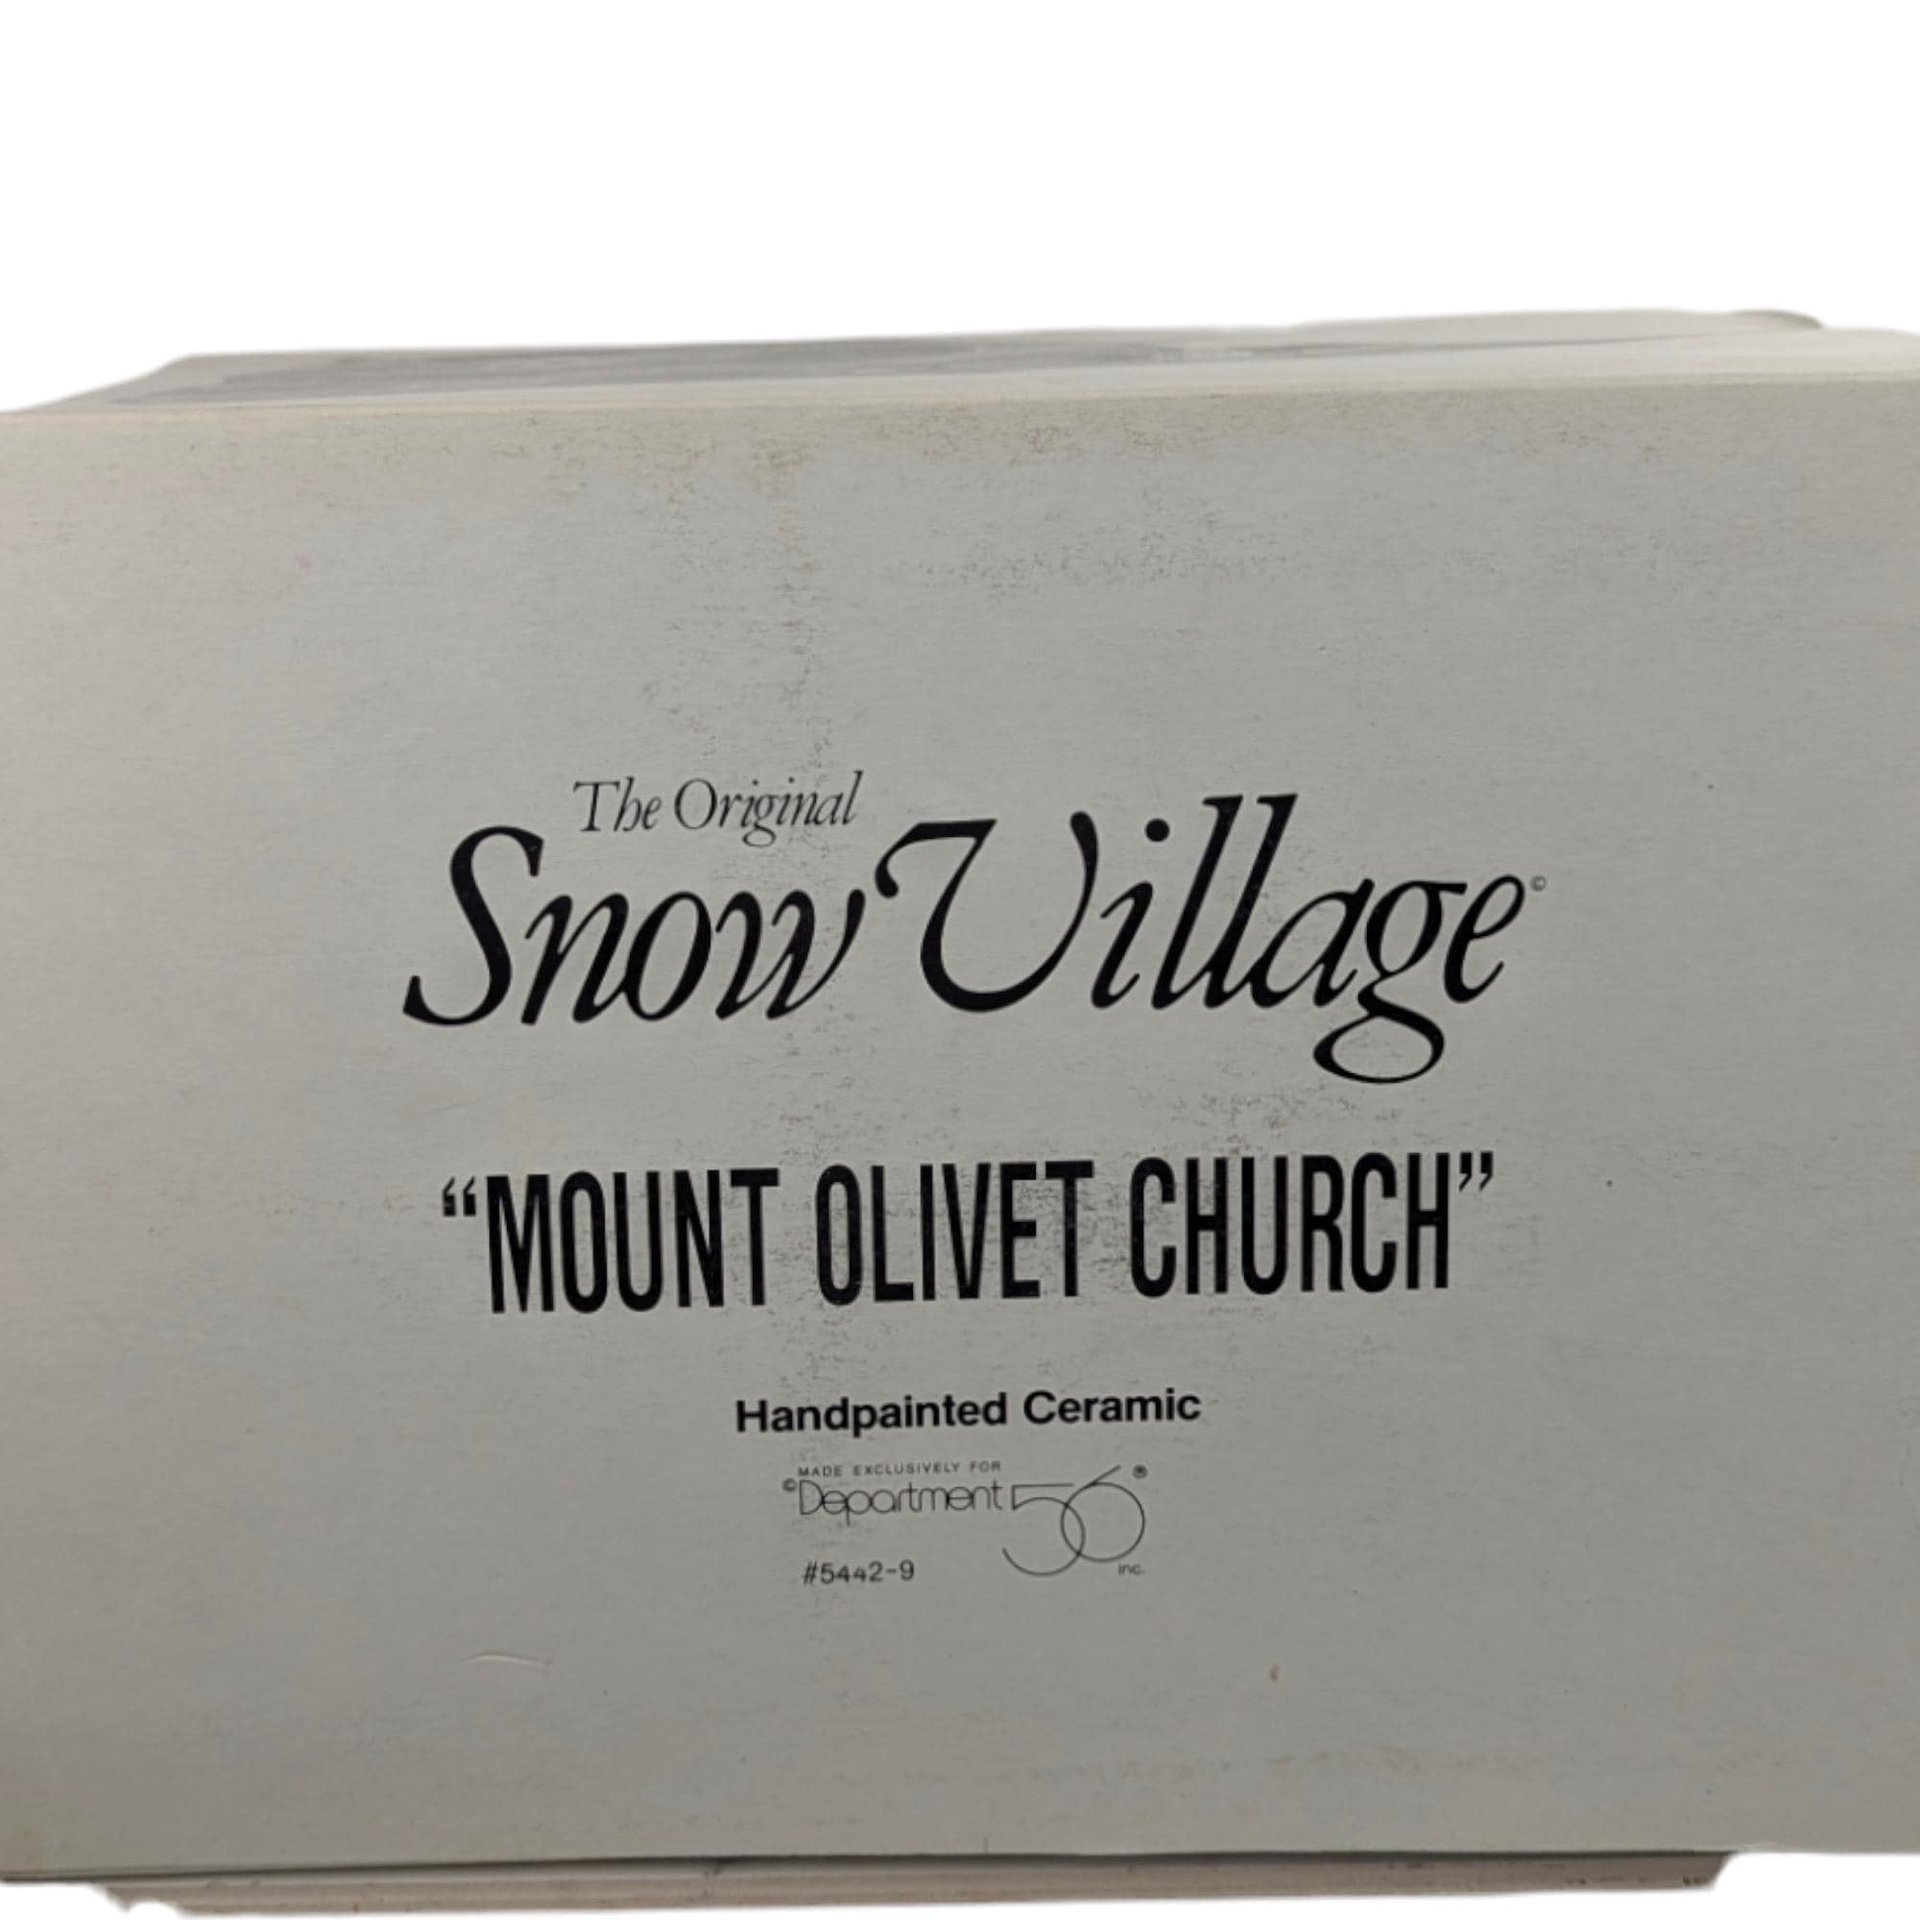 The Original
Snow Village©
“MOUNT OLIVET CHURCH”
Handpainted Ceramic
MADE EXCLUSIVELY FOR
©Department 56®
#5442-9 inc.